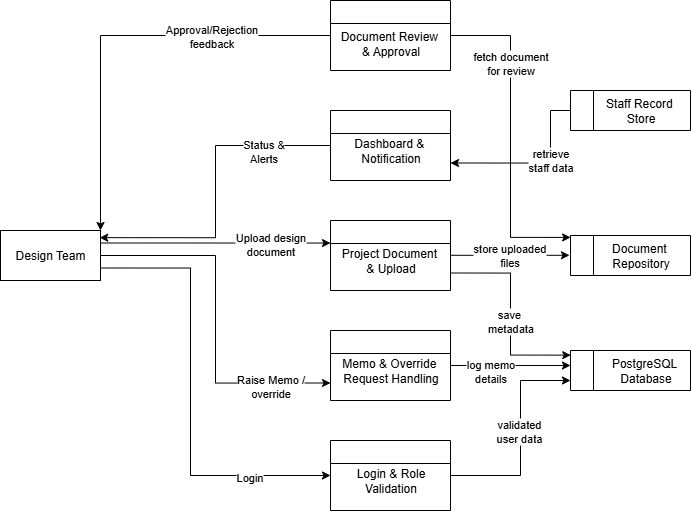 Approval/Rejection
feedback
Document Review
& Approval
fetch document
for review
Staff Record
Store
Status &
Alerts
Dashboard &
Notification
retrieve
staff data
Design Team
Upload design
document
Project Document
& Upload
store uploaded
files
Document
Repository
save
metadata
Raise Memo /
override
Memo & Override
Request Handling
log memo
details
PostgreSQL
Database
validated
user data
Login
Login & Role
Validation